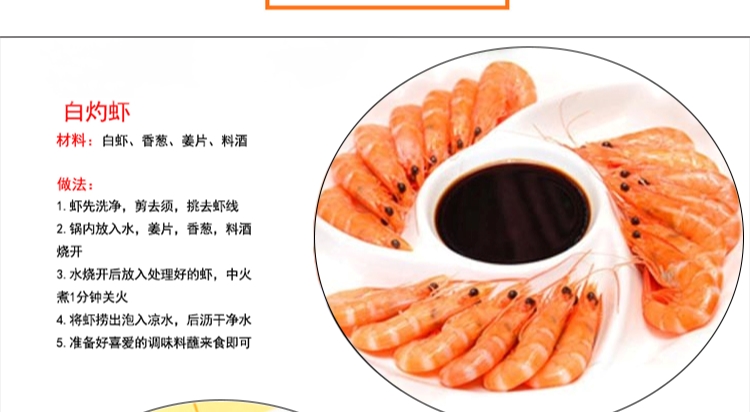 白灼虾
材料：白虾、香葱、姜片、料酒
做法：
1.虾先洗净，剪去须，挑去虾线
2.锅内放入水，姜片，香葱，料酒
烧开
3.水烧开后放入处理好的虾，中火
煮1分钟关火
4.将虾捞出泡入凉水，后沥干净水
5.准备好喜爱的调味料蘸来食即可